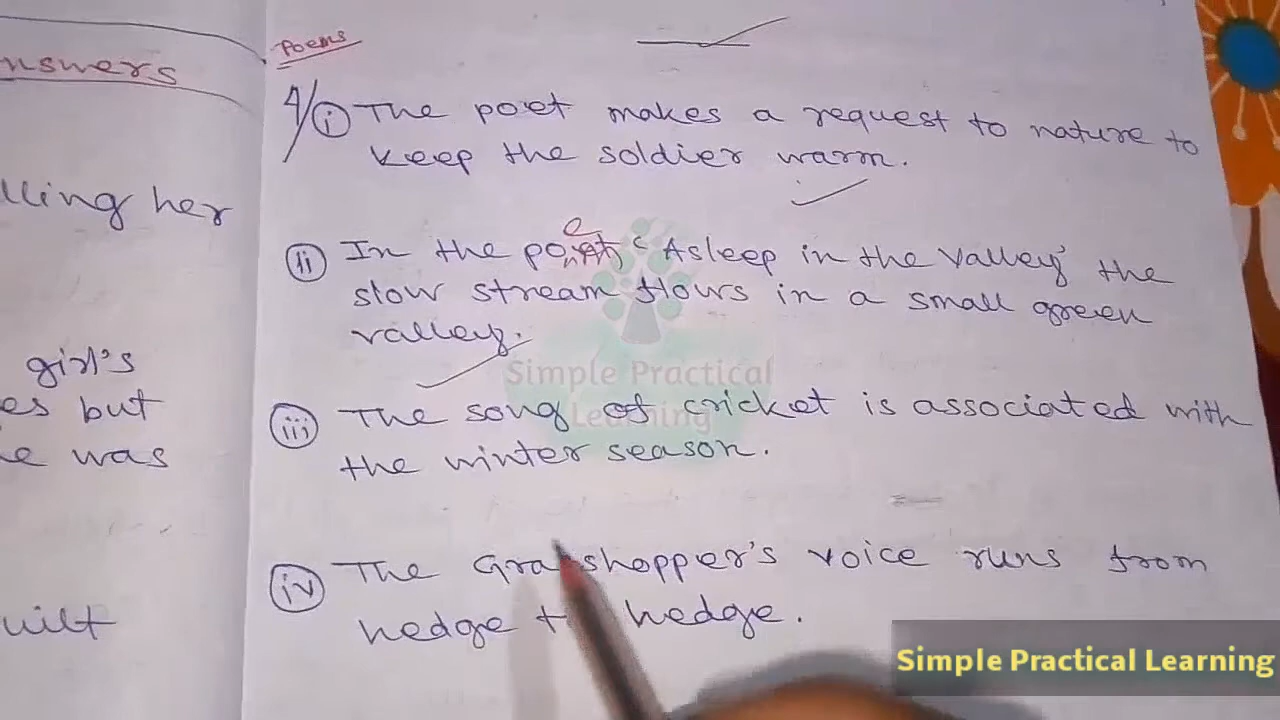 nswers
lling her
girl's
es but
e was
uilt
Poems
4/ i The poet makes a request to nature to
keep the soldier warm.
ii In the poem 'Asleep in the Valley' the
slow stream flows in a small green
valley.
iii The song of cricket is associated with
the winter season.
iv The Grasshopper's voice runs from
hedge t hedge.
Simple Practical
Learning
Simple Practical Learning